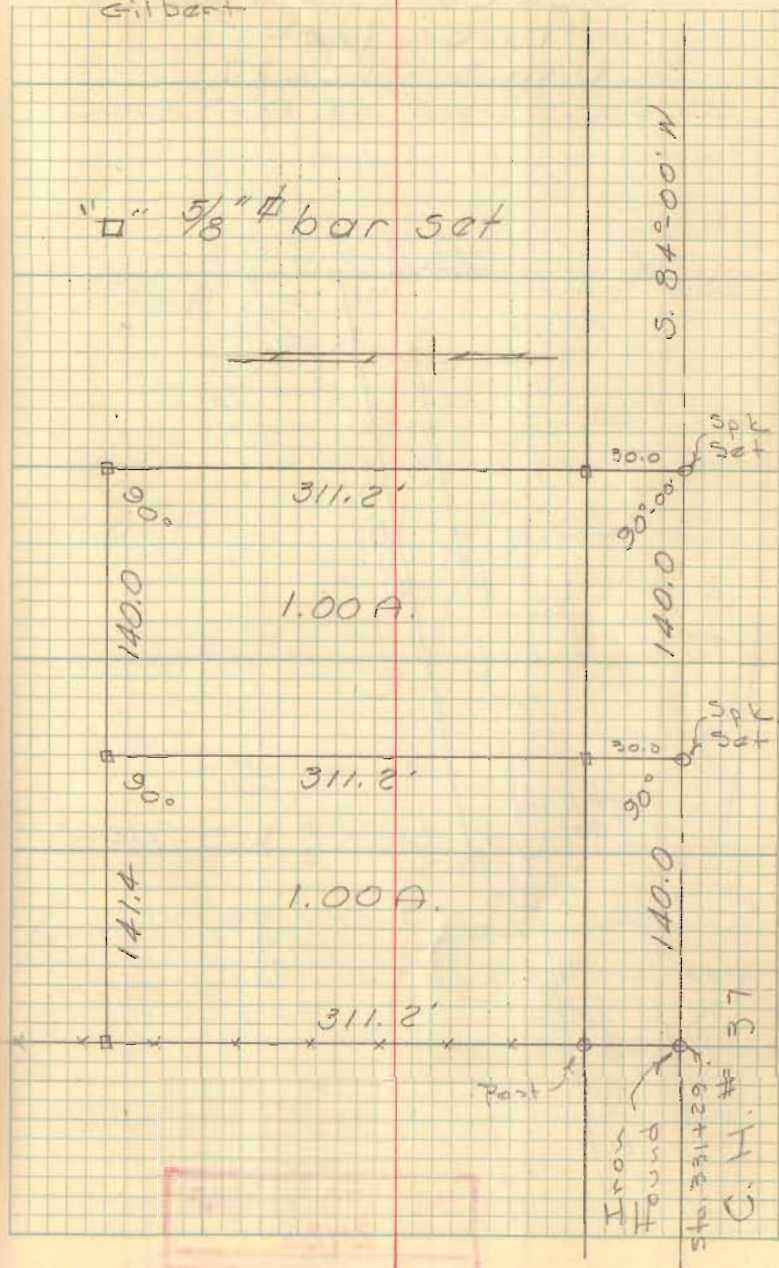 Gilbert
"□" 5/8" ⌀ bar set
S. 84°-00' W
Spk
Set
30.0
311.2'
90°
90°-00'
140.0
140.0
1.00 A.
Spk
Set
30.0
311.2'
90°
90°
141.4
140.0
1.00 A.
311.2'
Post
Iron
Found
Sta. 331+29
C. H. # 37